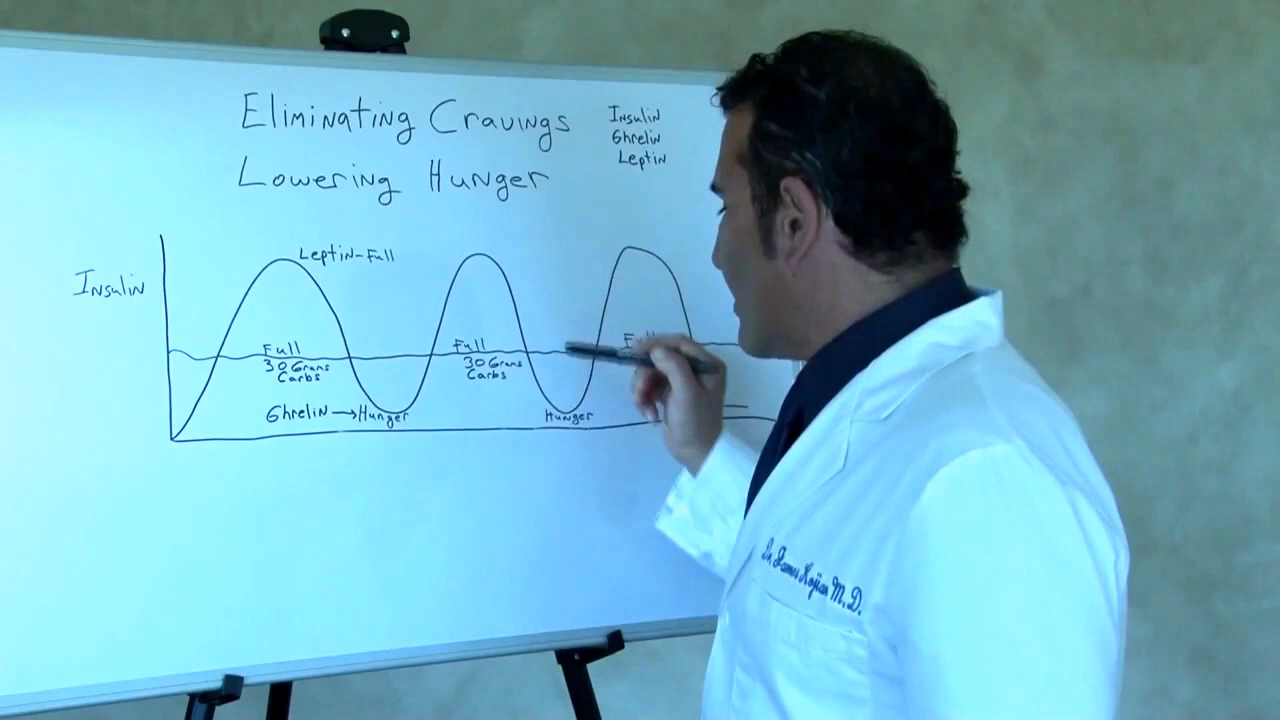 Eliminating Cravings
Lowering Hunger
Insulin
Ghrelin
Leptin
Insulin
Leptin-Full
Full
30 Grams
Carbs
Full
30 Grams
Carbs
Full
Ghrelin → Hunger
Hunger
Dr. James Kojian M.D.